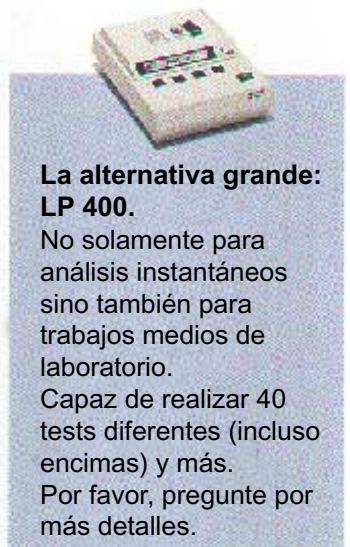 La alternativa grande:
LP 400.
No solamente para
análisis instantáneos
sino también para
trabajos medios de
laboratorio.
Capaz de realizar 40
tests diferentes (incluso
encimas) y más.
Por favor, pregunte por
más detalles.